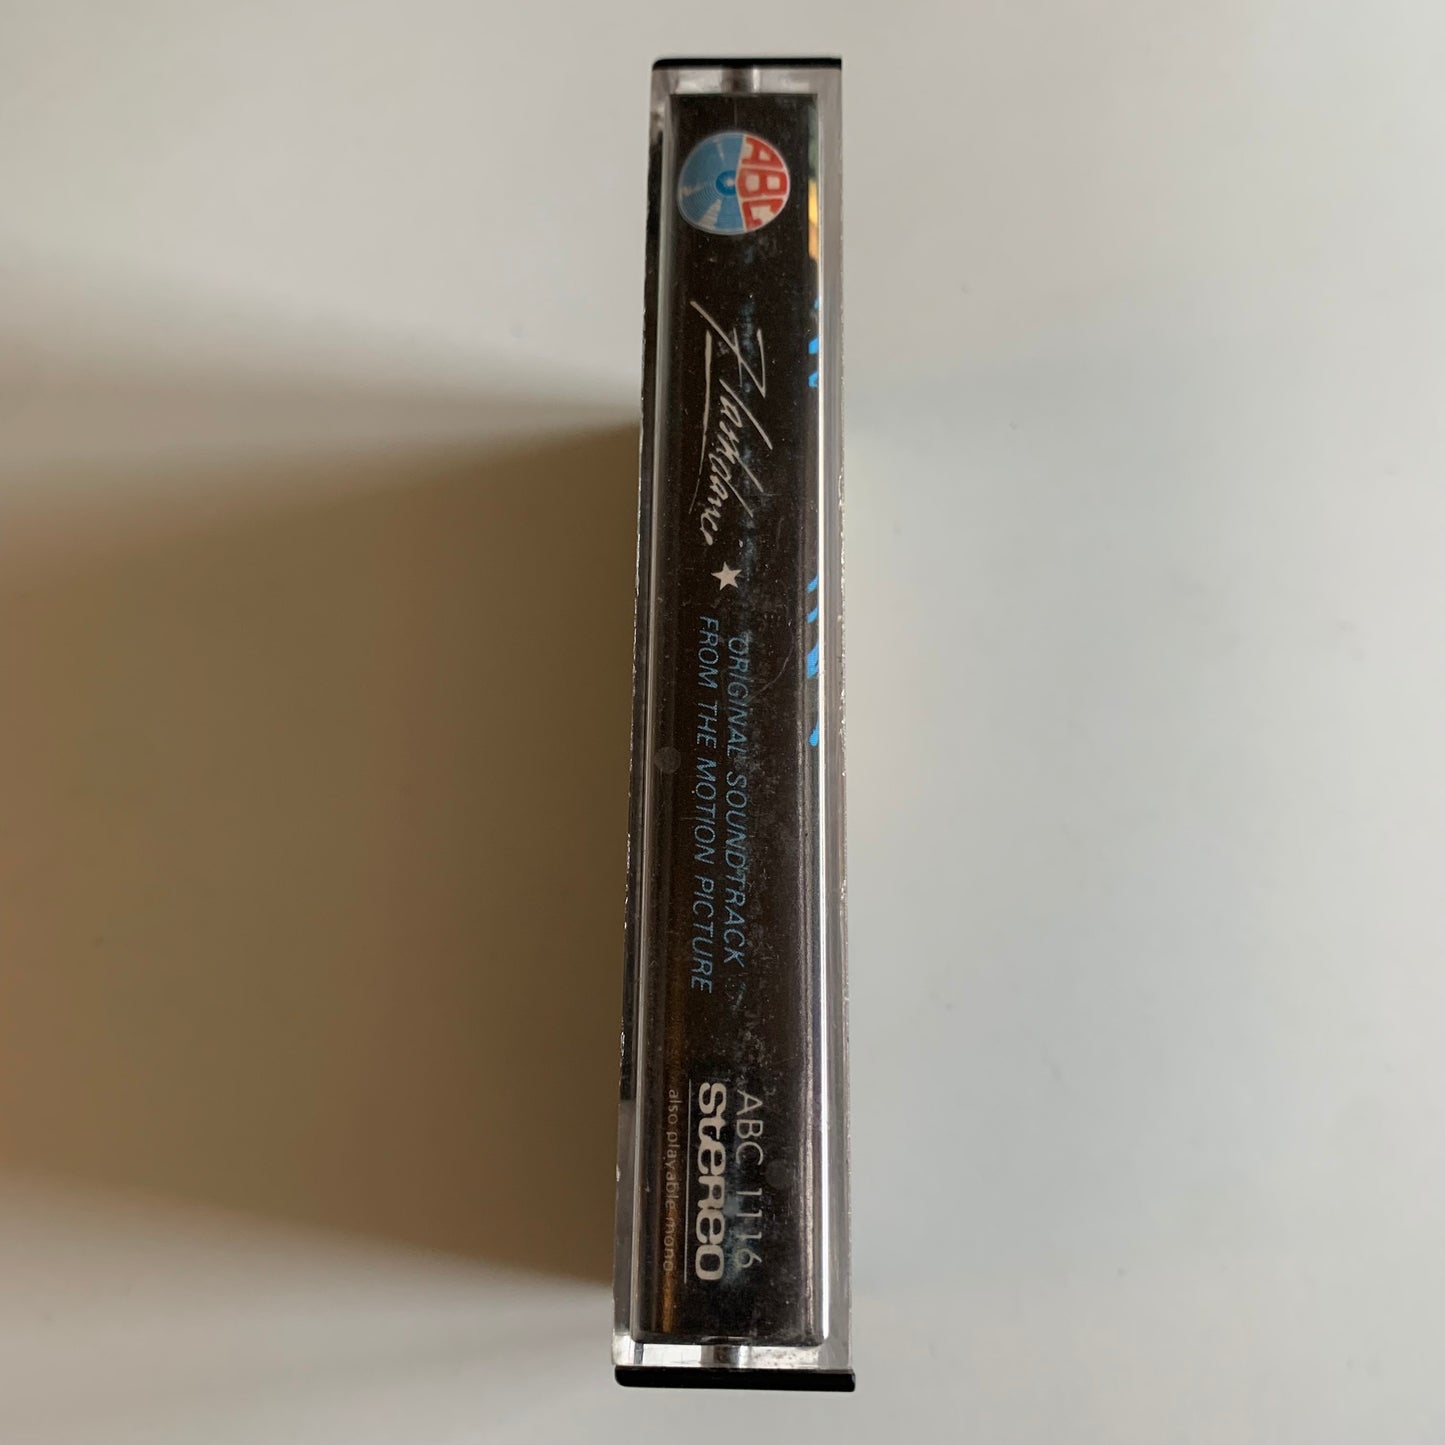 ABC
Flashdance
ORIGINAL SOUNDTRACK
FROM THE MOTION PICTURE
ABC 1116
stereo
also playable mono